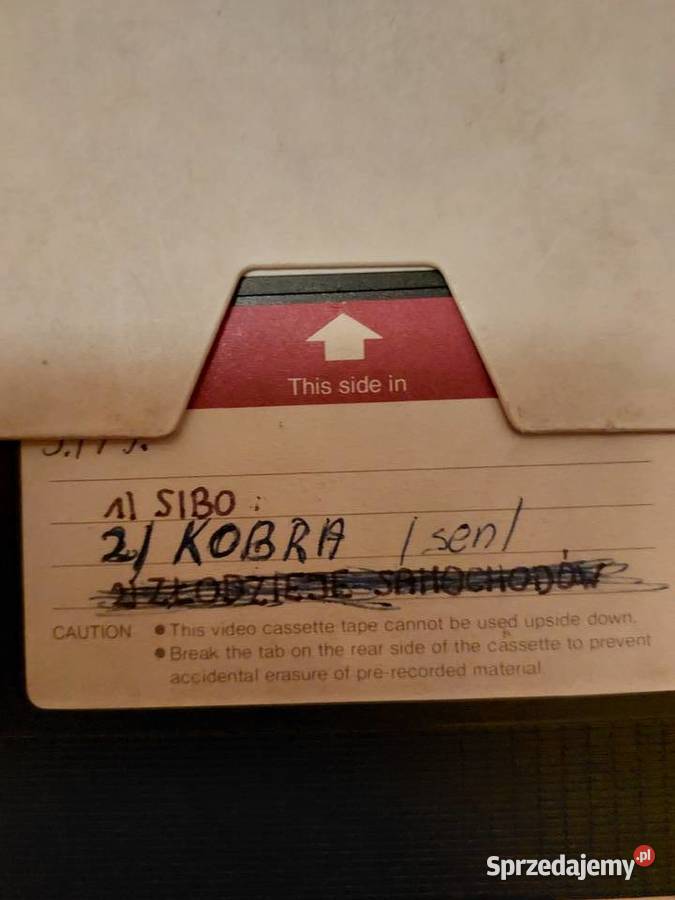 This side in
1) SIBO :
2) KOBRA /sen/
2) ZŁODZIEJE SAMOCHODÓW
CAUTION ● This video cassette tape cannot be used upside down.
● Break the tab on the rear side of the cassette to prevent
accidental erasure of pre-recorded material
Sprzedajemy.pl